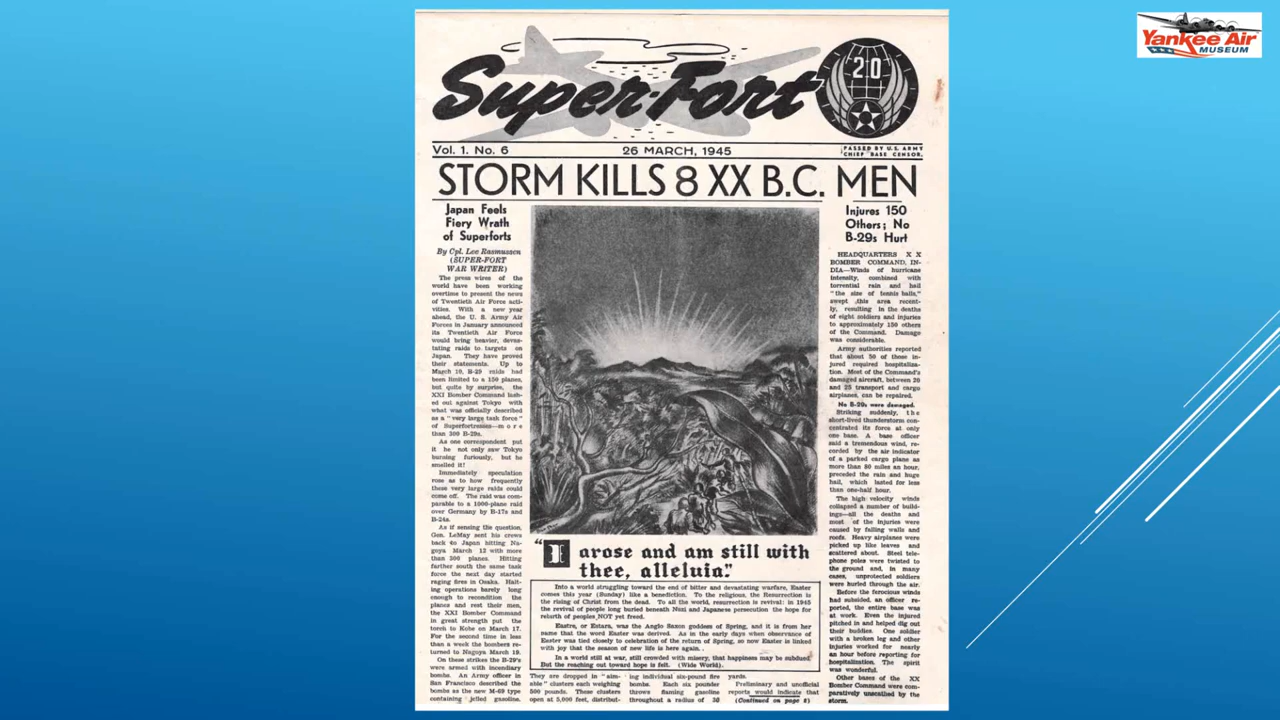 Yankee Air
MUSEUM
Super-Fort
20
Vol. 1. No. 6
26 MARCH, 1945
PASSED BY U.S. ARMY
CHIEF BASE CENSOR.
STORM KILLS 8 XX B.C. MEN
Japan Feels
Fiery Wrath
of Superforts
By Cpl. Lee Rasmussen
(SUPER-FORT
WAR WRITER)
The press wires of the
world have been working
overtime to present the news
of Twentieth Air Force acti-
vities. With a new year
ahead, the U. S. Army Air
Forces in January announced
its Twentieth Air Force
would bring heavier, devas-
tating raids to targets on
Japan. They have proved
their statements. Up to
March 10, B-29 raids had
been limited to a 150 planes,
but quite by surprise, the
XXI Bomber Command lash-
ed out against Tokyo with
what was officially described
as a "very large task force"
of Superfortresses—more
than 300 B-29s.
As one correspondent put
it he not only saw Tokyo
burning furiously, but he
smelled it!
Immediately speculation
rose as to how frequently
these very large raids could
come off. The raid was com-
parable to a 1000-plane raid
over Germany by B-17s and
B-24s.
As if sensing the question,
Gen. LeMay sent his crews
back to Japan hitting Na-
goya March 12 with more
than 300 planes. Hitting
farther south the same task
force the next day started
raging fires in Osaka. Halt-
ing operations barely long
enough to recondition the
planes and rest their men,
the XXI Bomber Command
in great strength put the
torch to Kobe on March 17.
For the second time in less
than a week the bombers re-
turned to Nagoya March 19.
On these strikes the B-29's
were armed with incendiary
bombs. An Army officer in
San Francisco described the
bombs as the new M-69 type
containing jelled gasoline.
"I arose and am still with
thee, alleluia."
Into a world struggling toward the end of bitter and devastating warfare, Easter
comes this year (Sunday) like a benediction. To the religious, the Resurrection is
the rising of Christ from the dead. To all the world, resurrection is revival: in 1945
the revival of people long buried beneath Nazi and Japanese persecution the hope for
rebirth of peoples NOT yet freed.
Eastre, or Estara, was the Anglo Saxon goddess of Spring, and it is from her
name that the word Easter was derived. As in the early days when observance of
Easter was tied closely to celebration of the return of Spring, so now Easter is linked
with joy that the season of new life is here again.
In a world still at war, still crowded with misery, that happiness may be subdued.
But the reaching out toward hope is felt. (Wide World).
They are dropped in "aim-
able" clusters each weighing
500 pounds. These clusters
open at 5,000 feet, distribut-
ing individual six-pound fire
bombs. Each six pounder
throws flaming gasoline
throughout a radius of 30
yards.
Preliminary and unofficial
reports would indicate that
(Continued on page 8)
Injures 150
Others; No
B-29s Hurt
HEADQUARTERS XX
BOMBER COMMAND, IN-
DIA—Winds of hurricane
intensity, combined with
torrential rain and hail
"the size of tennis balls,"
swept this area recent-
ly, resulting in the deaths
of eight soldiers and injuries
to approximately 150 others
of the Command. Damage
was considerable.
Army authorities reported
that about 50 of those in-
jured required hospitaliza-
tion. Most of the Command's
damaged aircraft, between 20
and 25 transport and cargo
airplanes, can be repaired.
No B-29s were damaged.
Striking suddenly, the
short-lived thunderstorm con-
centrated its force at only
one base. A base officer
said a tremendous wind, re-
corded by the air indicator
of a parked cargo plane as
more than 80 miles an hour,
preceded the rain and huge
hail, which lasted for less
than one-half hour.
The high velocity winds
collapsed a number of build-
ings—all the deaths and
most of the injuries were
caused by falling walls and
roofs. Heavy airplanes were
picked up like leaves and
scattered about. Steel tele-
phone poles were twisted to
the ground and, in many
cases, unprotected soldiers
were hurled through the air.
Before the ferocious winds
had subsided, an officer re-
ported, the entire base was
at work. Even the injured
pitched in and helped dig out
their buddies. One soldier
with a broken leg and other
injuries worked for nearly
an hour before reporting for
hospitalization. The spirit
was wonderful.
Other bases of the XX
Bomber Command were com-
paratively unscathed by the
storm.